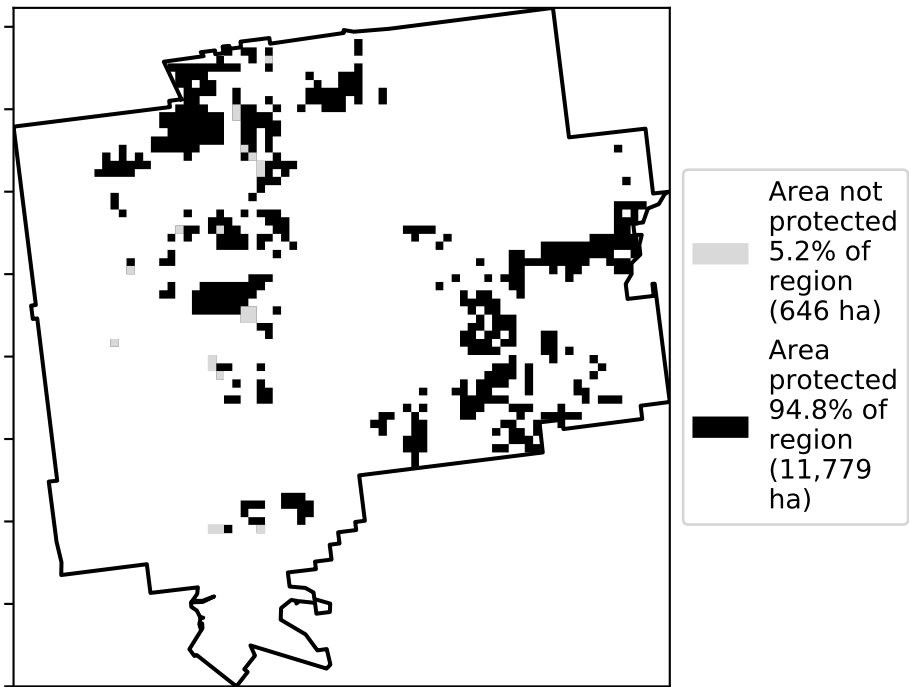 Area not
protected
5.2% of
region
(646 ha)
Area
protected
94.8% of
region
(11,779
ha)